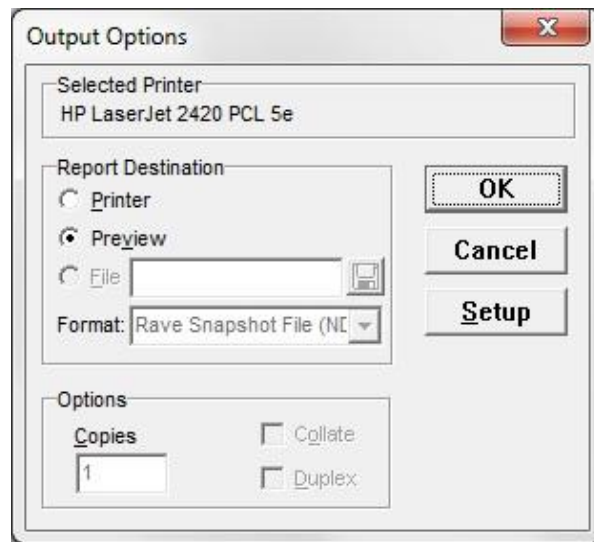 Output Options
Selected Printer
HP LaserJet 2420 PCL 5e
Report Destination
Printer
Preview
File
Format: Rave Snapshot File (ND
OK
Cancel
Setup
Options
Copies
1
Collate
Duplex